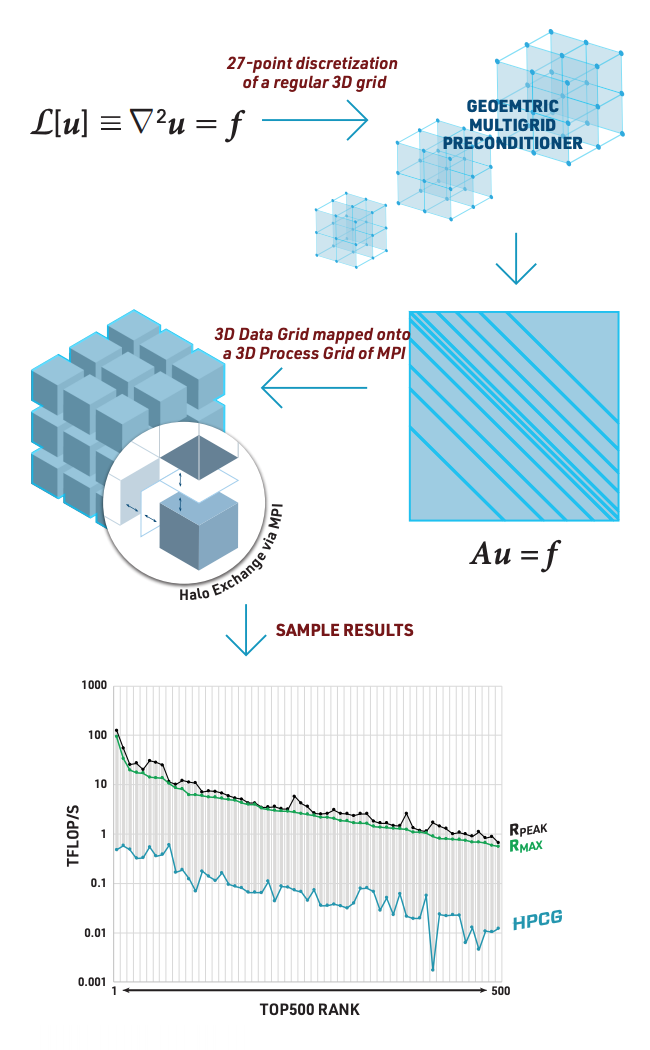 27-point discretization
of a regular 3D grid
ℒ[u] ≡ ∇²u = f
GEOEMTRIC
MULTIGRID
PRECONDITIONER
3D Data Grid mapped onto
a 3D Process Grid of MPI
Halo Exchange via MPI
Au = f
SAMPLE RESULTS
1000
100
10
1
0.1
0.01
0.001
TFLOP/S
RPEAK
RMAX
HPCG
1
500
TOP500 RANK